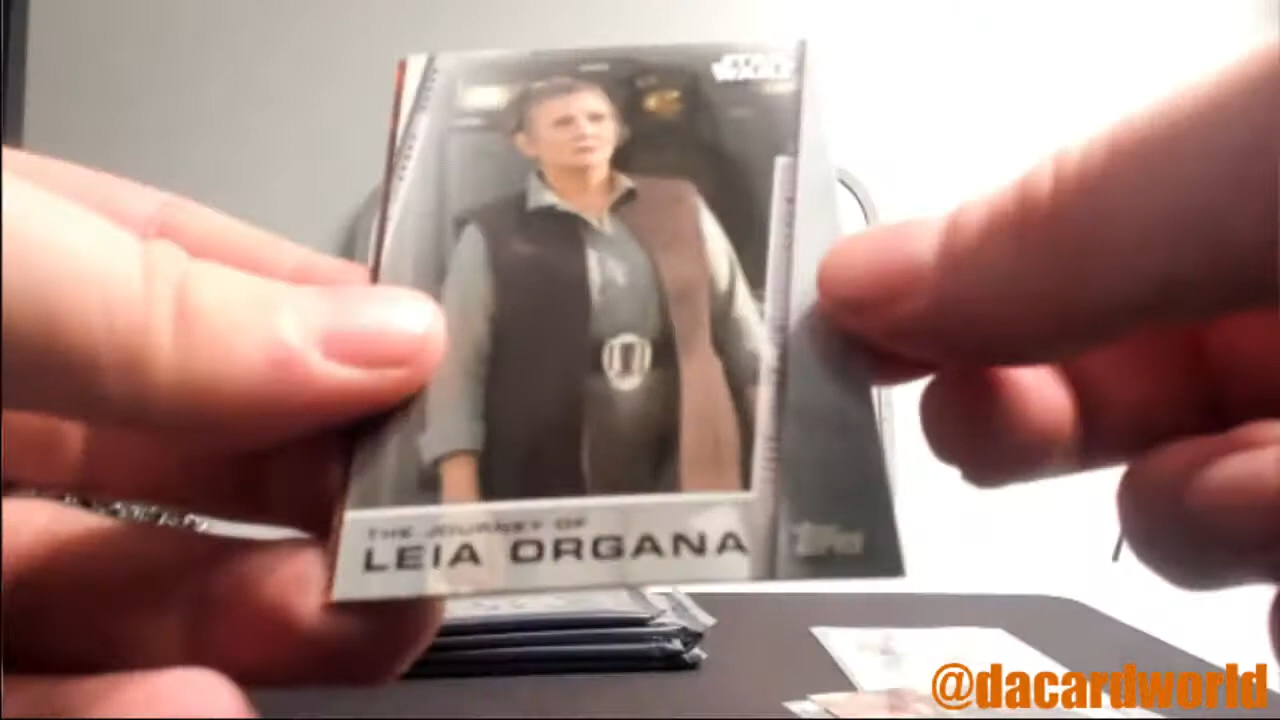 STAR
WARS
THE JOURNEY OF
LEIA ORGANA
TOPPS
@dacardworld